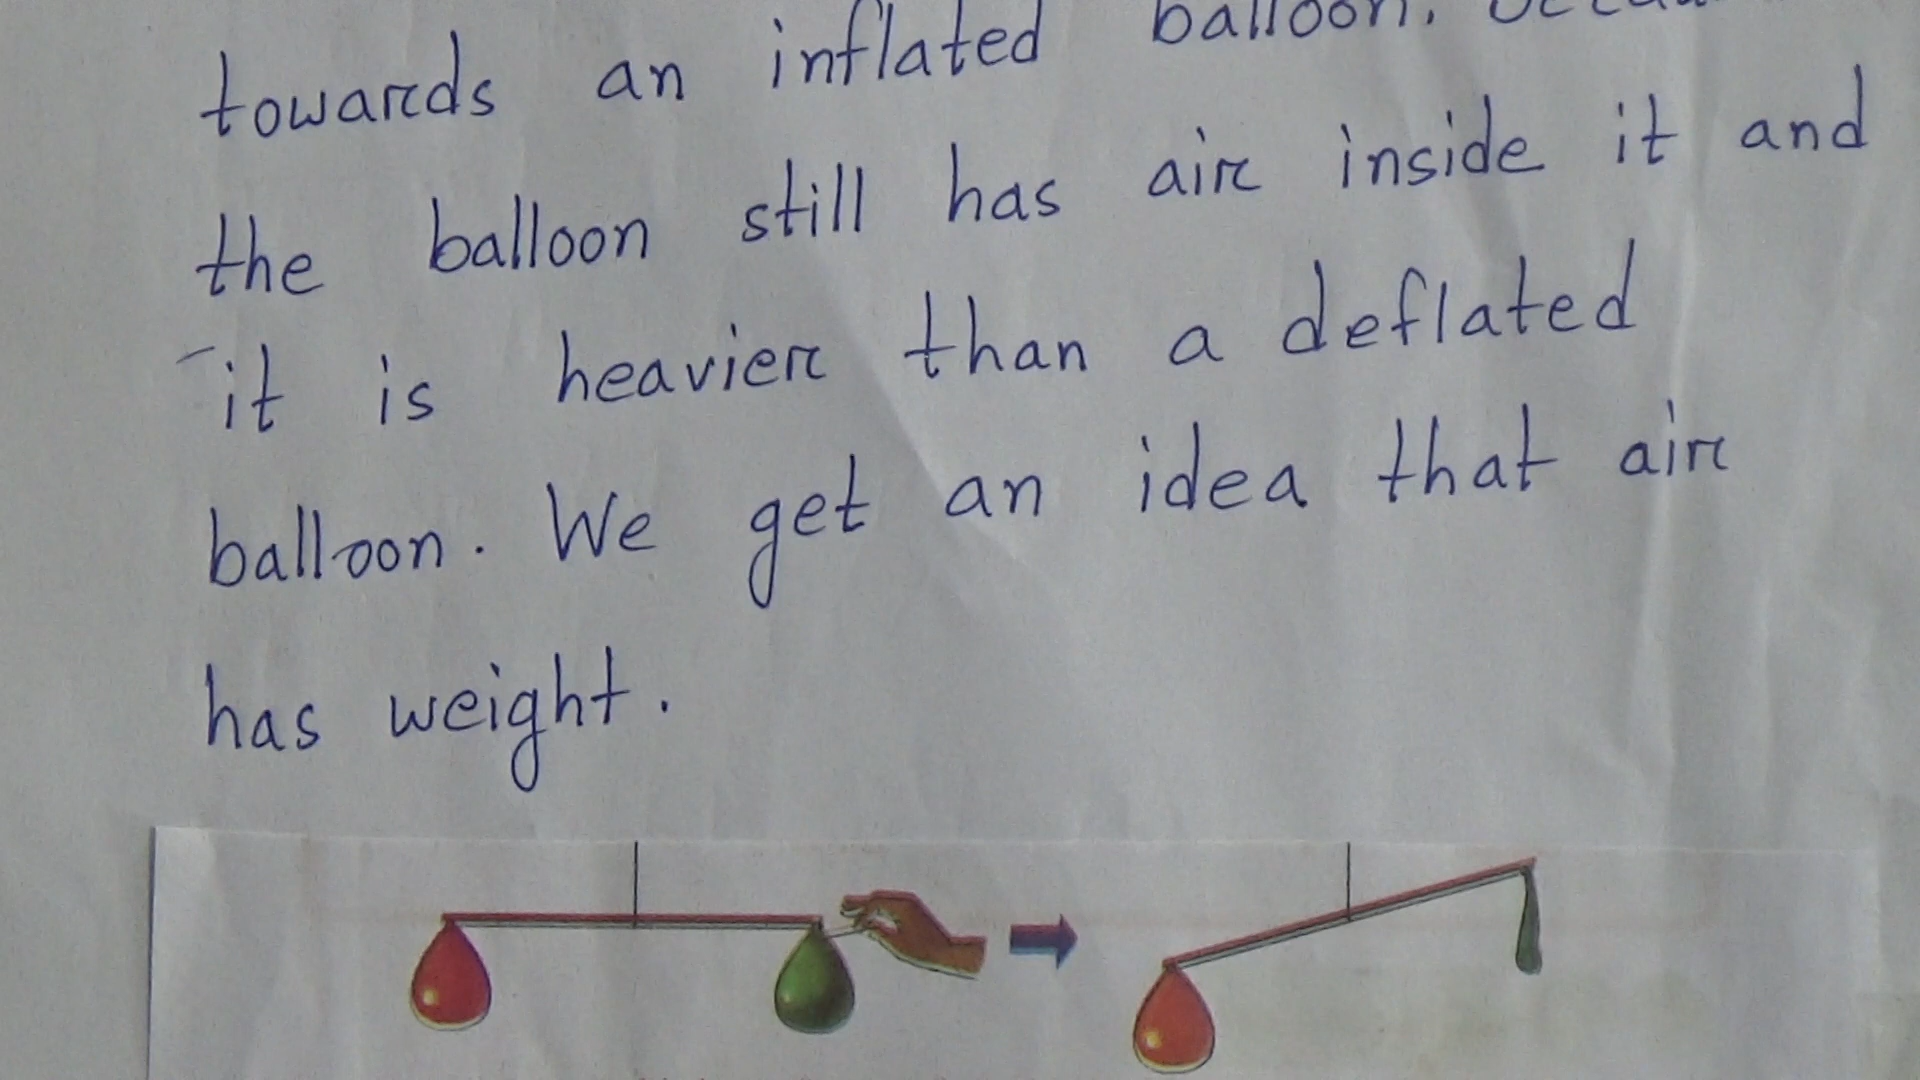 towards an inflated balloon.
the balloon still has air inside it and
it is heavier than a deflated
balloon. We get an idea that air
has weight.